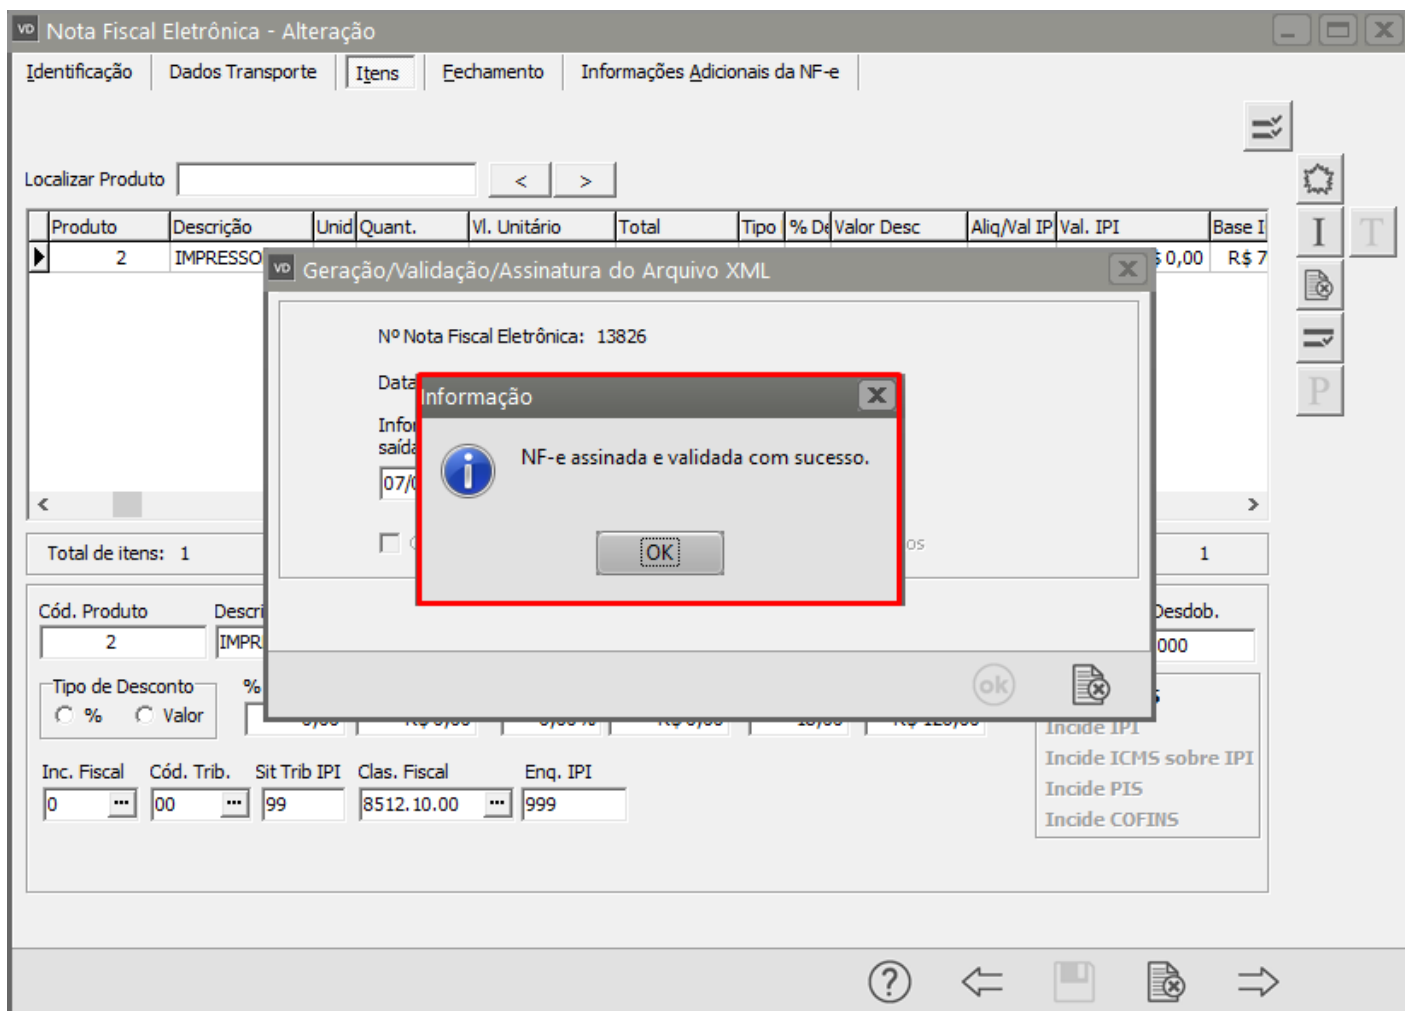 VD Nota Fiscal Eletrônica - Alteração
Identificação Dados Transporte Itens Fechamento Informações Adicionais da NF-e
Localizar Produto < >
Produto Descrição Unid Quant. Vl. Unitário Total Tipo % De Valor Desc Aliq/Val IP Val. IPI Base I
2 IMPRESSO 0,00 R$ 7
VD Geração/Validação/Assinatura do Arquivo XML
Nº Nota Fiscal Eletrônica: 13826
Data
Informação
Infor
saída
NF-e assinada e validada com sucesso.
07/0
OK
os
Total de itens: 1 1
Cód. Produto Descri Desdob.
2 IMPR 000
Tipo de Desconto %
% Valor
Incide IPI
Incide ICMS sobre IPI
Incide PIS
Incide COFINS
Inc. Fiscal Cód. Trib. Sit Trib IPI Clas. Fiscal Enq. IPI
0 ... 00 ... 99 8512.10.00 ... 999
I T
P
ok
?